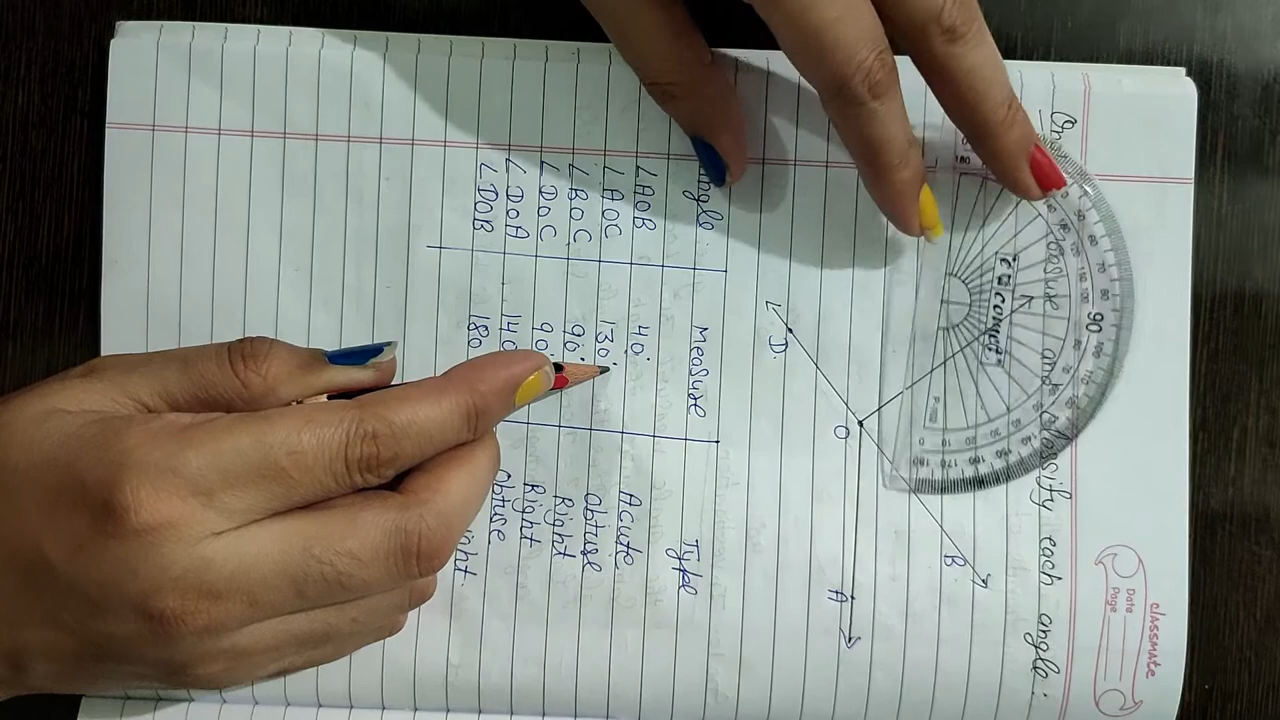 classmate
Date
Page
Measure and classify each angle:
B
A
O
D
L
Angle Measure Type
∠AOB 40° Acute
∠AOC 130° Obtuse
∠BOC 90° Right
∠DOC 90° Right
∠DOA 140 Obtuse
∠DOB 180